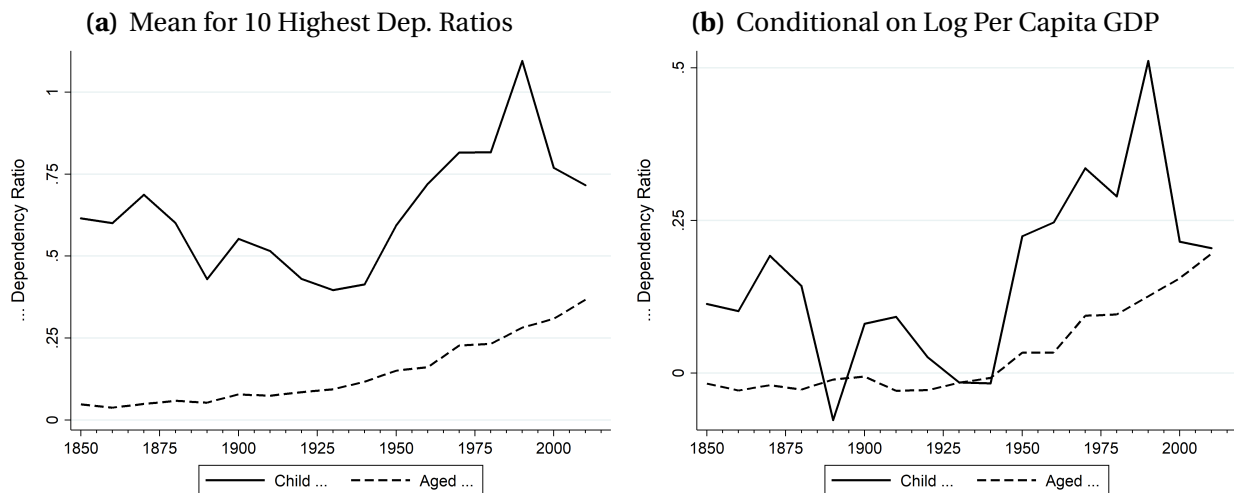 (a) Mean for 10 Highest Dep. Ratios
... Dependency Ratio
1
.75
.5
.25
0
1850 1875 1900 1925 1950 1975 2000
Child ... Aged ...
(b) Conditional on Log Per Capita GDP
... Dependency Ratio
.5
.25
0
1850 1875 1900 1925 1950 1975 2000
Child ... Aged ...